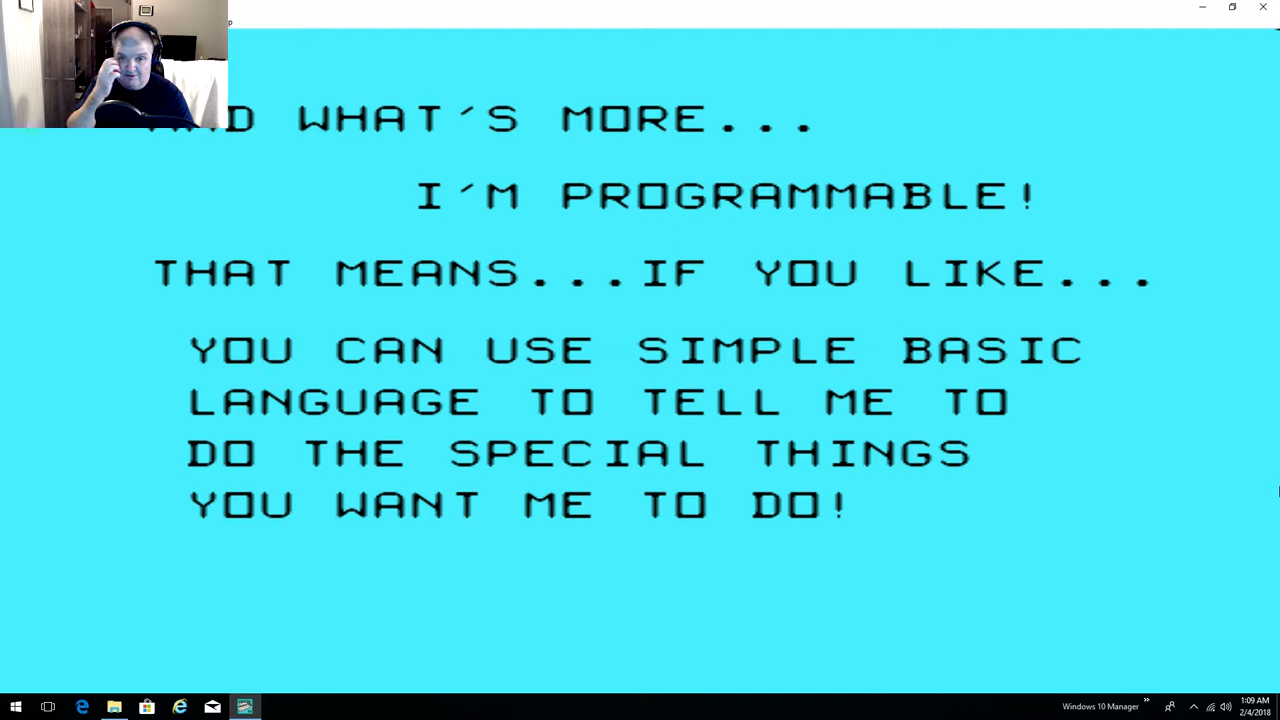 p
AND WHAT'S MORE...
I'M PROGRAMMABLE!
THAT MEANS...IF YOU LIKE...
YOU CAN USE SIMPLE BASIC
LANGUAGE TO TELL ME TO
DO THE SPECIAL THINGS
YOU WANT ME TO DO!
Windows 10 Manager
1:09 AM
2/4/2018